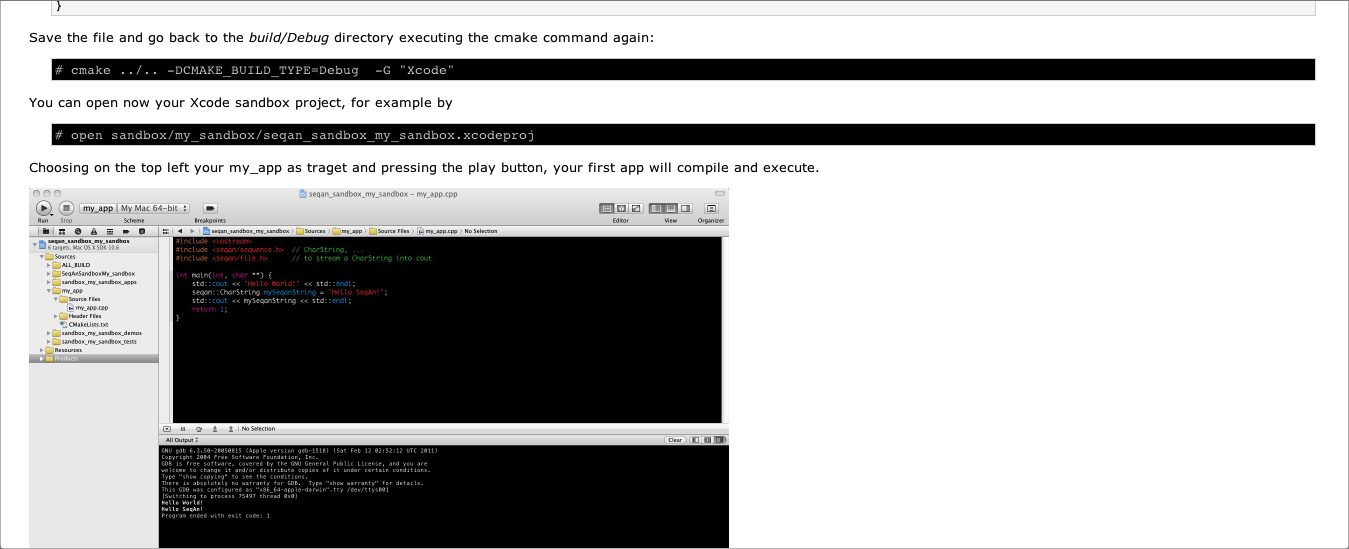 }
Save the file and go back to the build/Debug directory executing the cmake command again:
# cmake ../.. -DCMAKE_BUILD_TYPE=Debug  -G "Xcode"
You can open now your Xcode sandbox project, for example by
# open sandbox/my_sandbox/seqan_sandbox_my_sandbox.xcodeproj
Choosing on the top left your my_app as traget and pressing the play button, your first app will compile and execute.
seqan_sandbox_my_sandbox – my_app.cpp
my_app My Mac 64-bit
Run Stop Scheme Breakpoints Editor View Organizer
seqan_sandbox_my_sandbox Sources my_app Source Files my_app.cpp No Selection
seqan_sandbox_my_sandbox
6 targets, Mac OS X SDK 10.6
Sources
ALL_BUILD
SeqAnSandboxMy_sandbox
sandbox_my_sandbox_apps
my_app
Source Files
my_app.cpp
Header Files
CMakeLists.txt
sandbox_my_sandbox_demos
sandbox_my_sandbox_tests
Resources
Products
#include <iostream>
#include <seqan/sequence.h>  // CharString, ...
#include <seqan/file.h>      // to stream a CharString into cout
int main(int, char **) {
std::cout << "Hello World!" << std::endl;
seqan::CharString mySeqanString = "Hello SeqAn!";
std::cout << mySeqanString << std::endl;
return 1;
}
No Selection
All Output Clear
GNU gdb 6.3.50-20050815 (Apple version gdb-1518) (Sat Feb 12 02:52:12 UTC 2011)
Copyright 2004 Free Software Foundation, Inc.
GDB is free software, covered by the GNU General Public License, and you are
welcome to change it and/or distribute copies of it under certain conditions.
Type "show copying" to see the conditions.
There is absolutely no warranty for GDB.  Type "show warranty" for details.
This GDB was configured as "x86_64-apple-darwin".tty /dev/ttys001
[Switching to process 75497 thread 0x0]
Hello World!
Hello SeqAn!
Program ended with exit code: 1